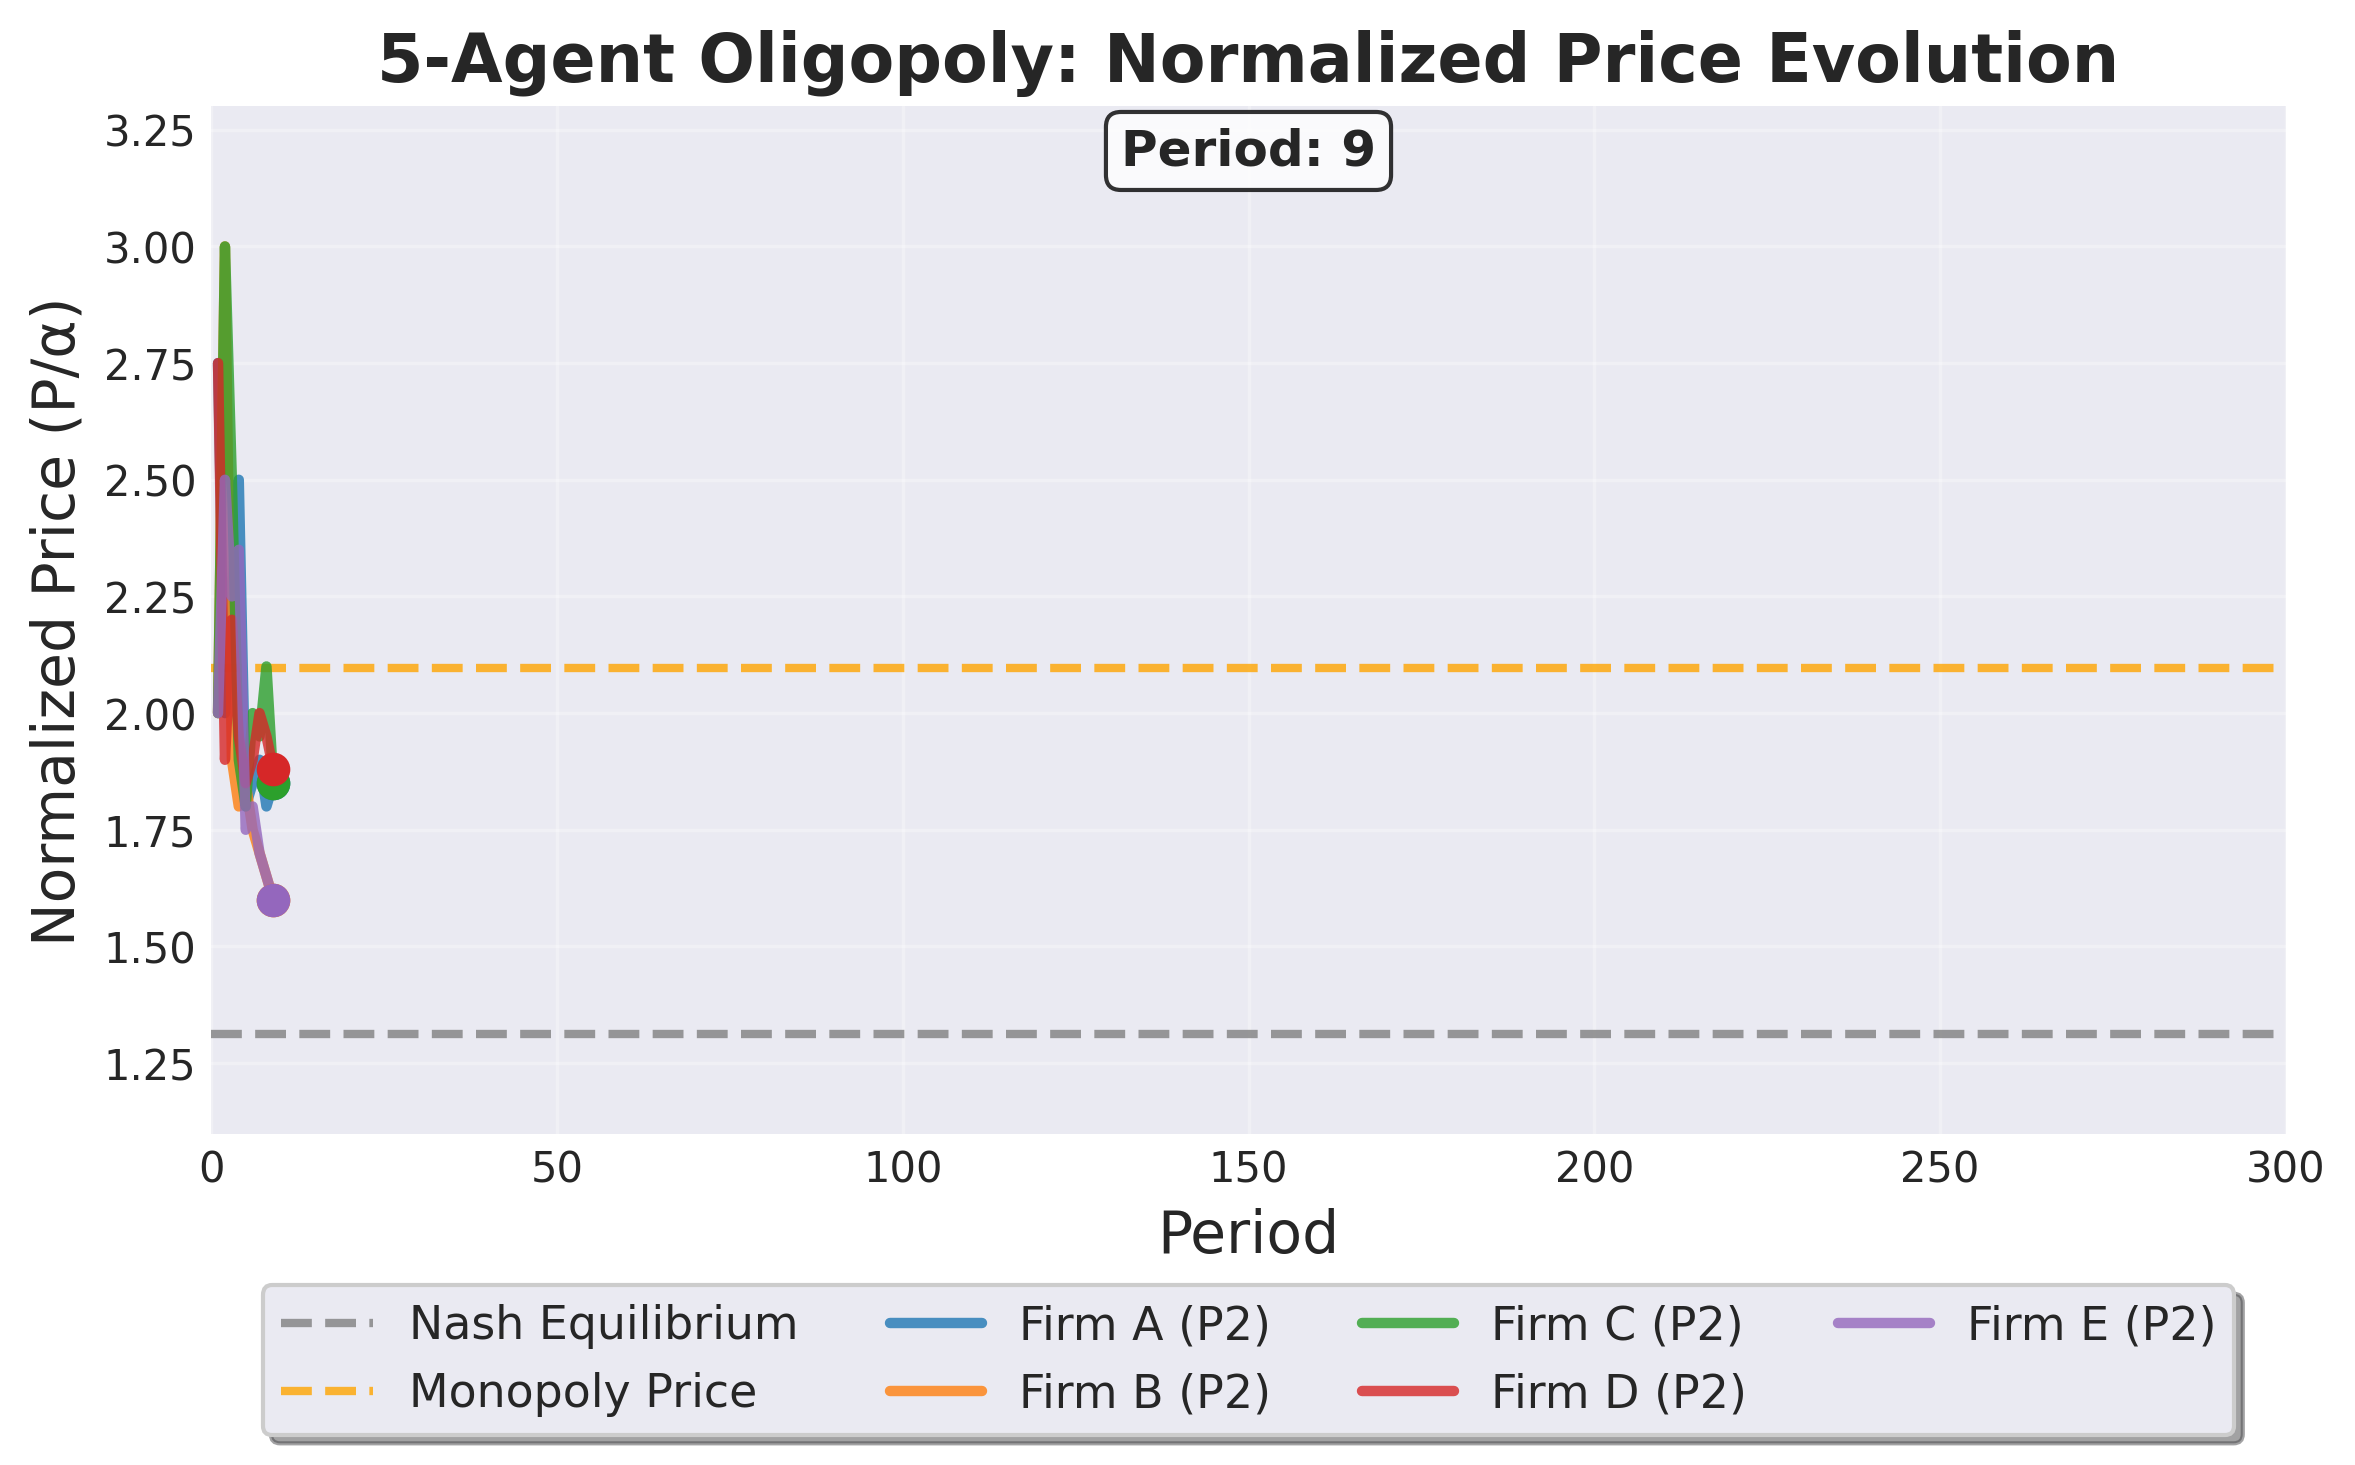 5-Agent Oligopoly: Normalized Price Evolution
Period: 9
Normalized Price (P/α)
3.25
3.00
2.75
2.50
2.25
2.00
1.75
1.50
1.25
0 50 100 150 200 250 300
Period
Nash Equilibrium
Monopoly Price
Firm A (P2)
Firm B (P2)
Firm C (P2)
Firm D (P2)
Firm E (P2)